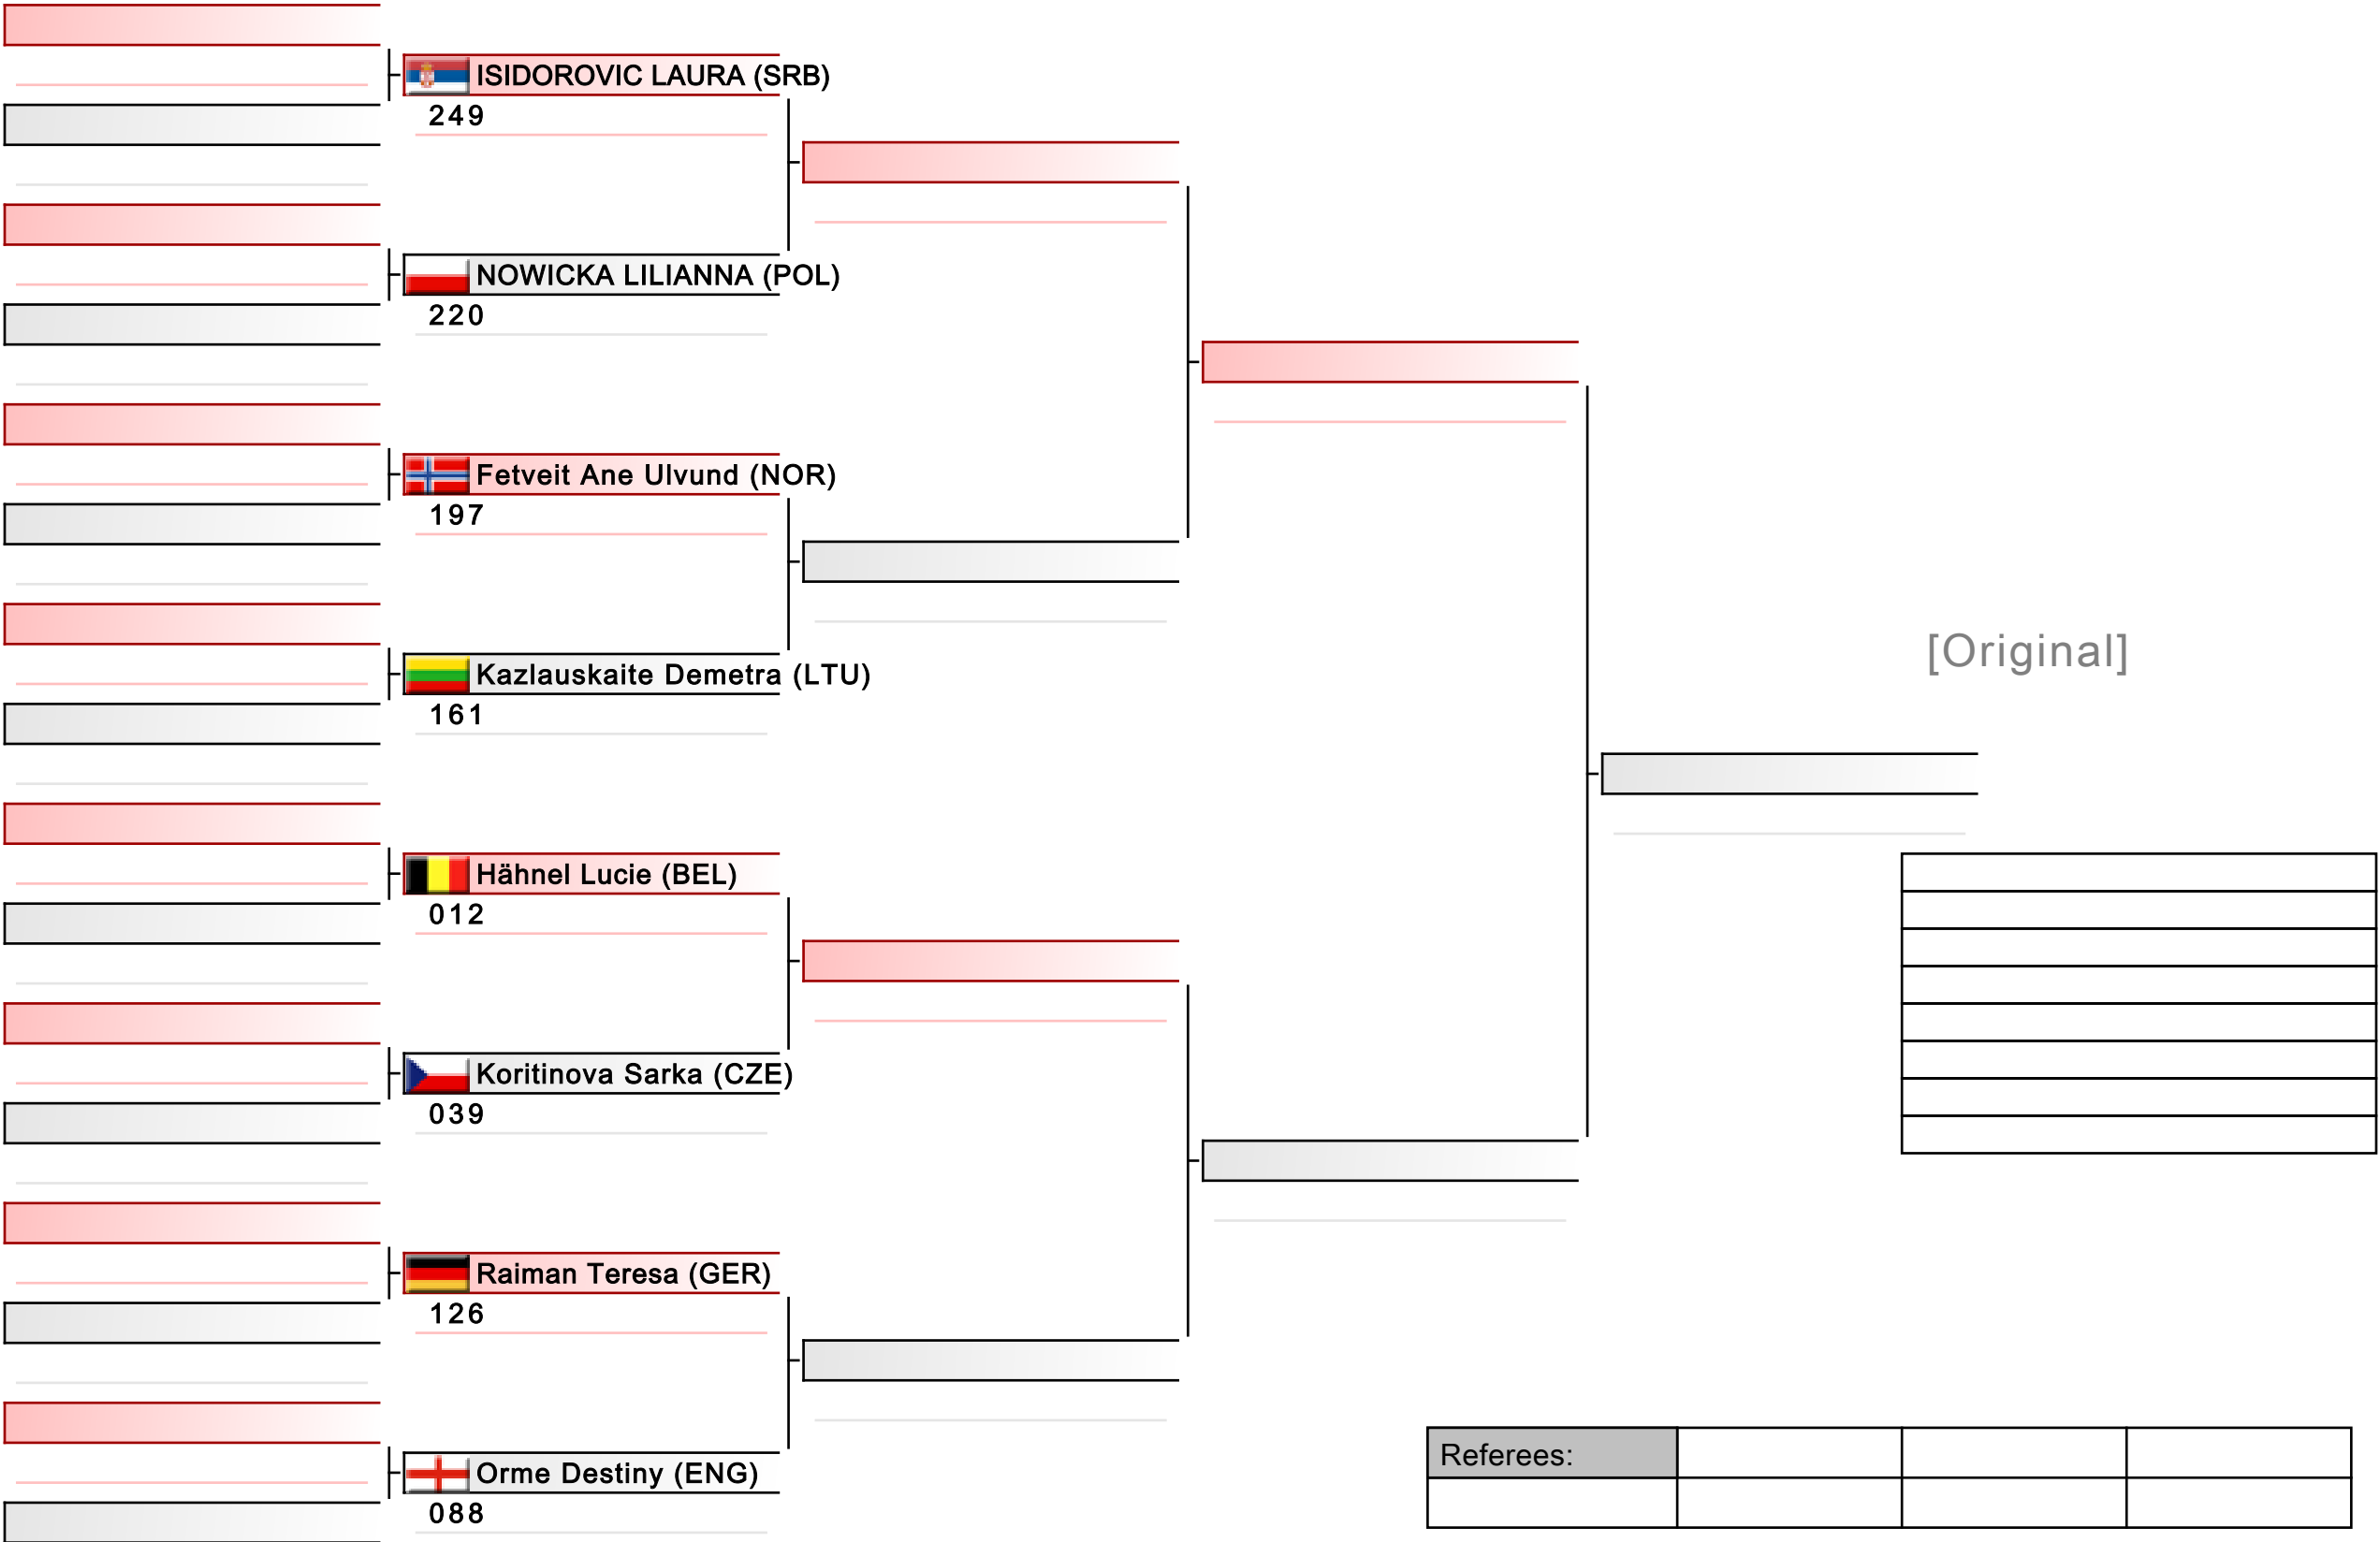 ISIDOROVIC LAURA (SRB)
249
NOWICKA LILIANNA (POL)
220
Fetveit Ane Ulvund (NOR)
197
Kazlauskaite Demetra (LTU)
161
Hähnel Lucie (BEL)
012
Koritinova Sarka (CZE)
039
Raiman Teresa (GER)
126
Orme Destiny (ENG)
088
[Original]
Referees: